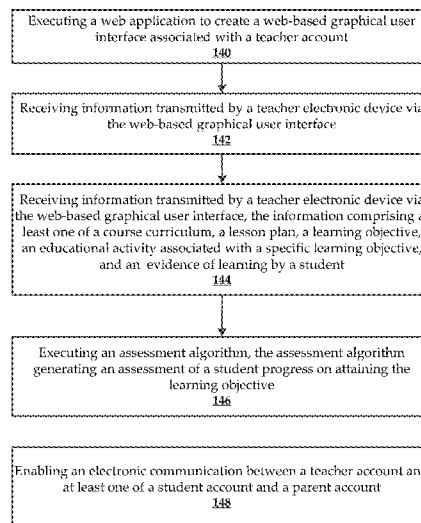 Executing a web application to create a web-based graphical user
interface associated with a teacher account
140
Receiving information transmitted by a teacher electronic device via
the web-based graphical user interface
142
Receiving information transmitted by a teacher electronic device via
the web-based graphical user interface, the information comprising a
least one of a course curriculum, a lesson plan, a learning objective,
an educational activity associated with a specific learning objective,
and an evidence of learning by a student
144
Executing an assessment algorithm, the assessment algorithm
generating an assessment of a student progress on attaining the
learning objective
146
Enabling an electronic communication between a teacher account an
at least one of a student account and a parent account
148